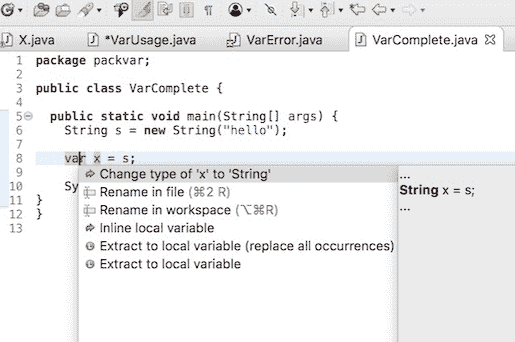 X.java *VarUsage.java VarError.java VarComplete.java
1 package packvar;
2
3 public class VarComplete {
4
5 public static void main(String[] args) {
6 String s = new String("hello");
7
8 var x = s;
9 Change type of 'x' to 'String' ...
10 Sy Rename in file (⌘2 R) String x = s;
11 } Rename in workspace (⌥⌘R) ...
12 } Inline local variable
13 Extract to local variable (replace all occurrences)
Extract to local variable